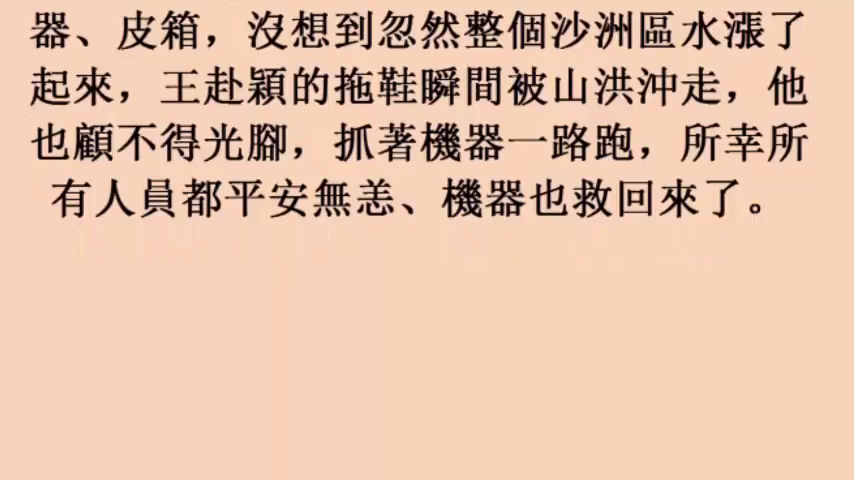 器、皮箱，沒想到忽然整個沙洲區水漲了
起來，王赴穎的拖鞋瞬間被山洪沖走，他
也顧不得光腳，抓著機器一路跑，所幸所
有人員都平安無恙、機器也救回來了。